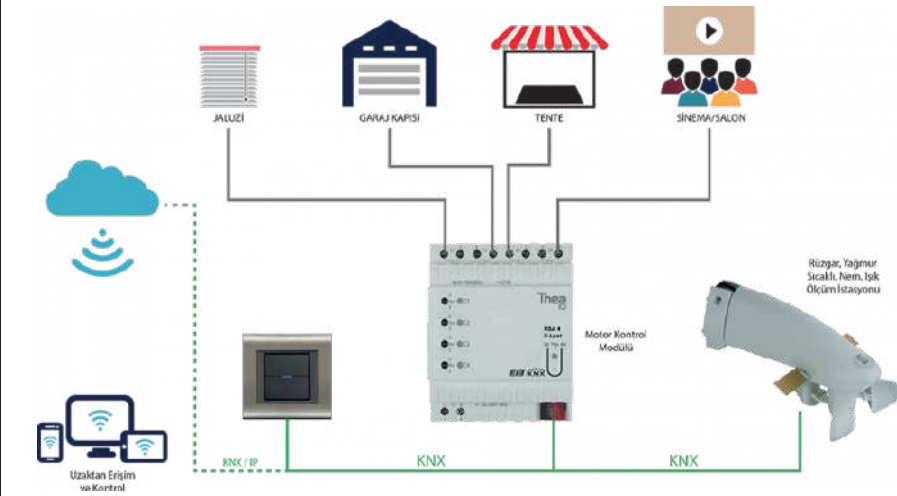 JALUZİ
GARAJ KAPISI
TENTE
SİNEMA/SALON
Rüzgar, Yağmur
Sıcaklı, Nem, Işık
Ölçüm İstasyonu
Thea
Motor Kontrol
Modülü
EIB KNX
KNX / IP
KNX
KNX
Uzaktan Erişim
ve Kontrol